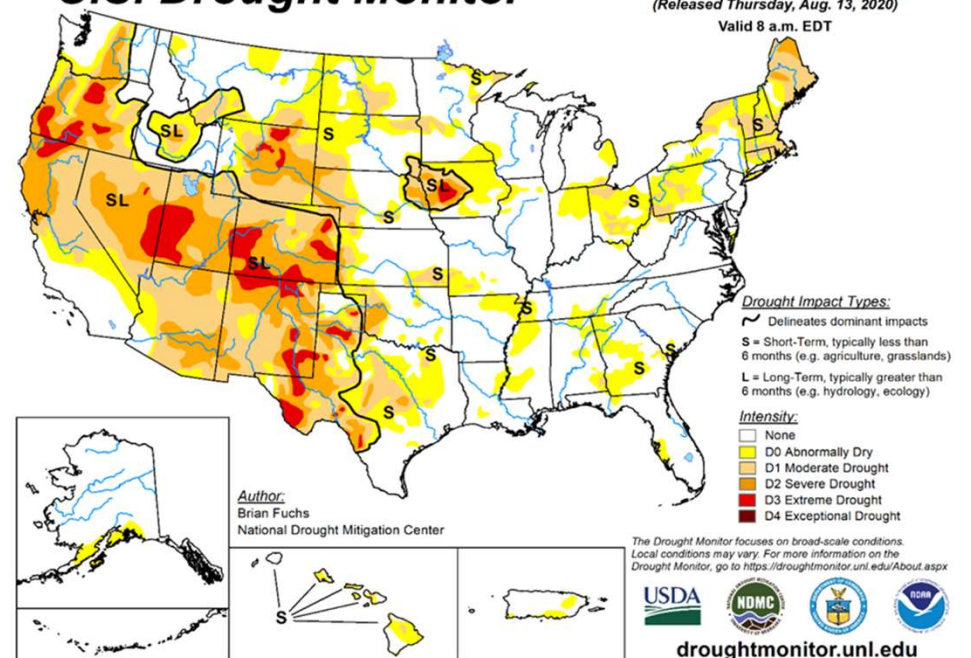 U.S. Drought Monitor
(Released Thursday, Aug. 13, 2020)
Valid 8 a.m. EDT
S
SL
S
S
SL
SL
S
S
S
SL
S
S
S
S
S
S
Drought Impact Types:
Delineates dominant impacts
S = Short-Term, typically less than
6 months (e.g. agriculture, grasslands)
L = Long-Term, typically greater than
6 months (e.g. hydrology, ecology)
Intensity:
None
D0 Abnormally Dry
D1 Moderate Drought
D2 Severe Drought
D3 Extreme Drought
D4 Exceptional Drought
Author:
Brian Fuchs
National Drought Mitigation Center
S
The Drought Monitor focuses on broad-scale conditions.
Local conditions may vary. For more information on the
Drought Monitor, go to https://droughtmonitor.unl.edu/About.aspx
USDA
NDMC
NOAA
droughtmonitor.unl.edu